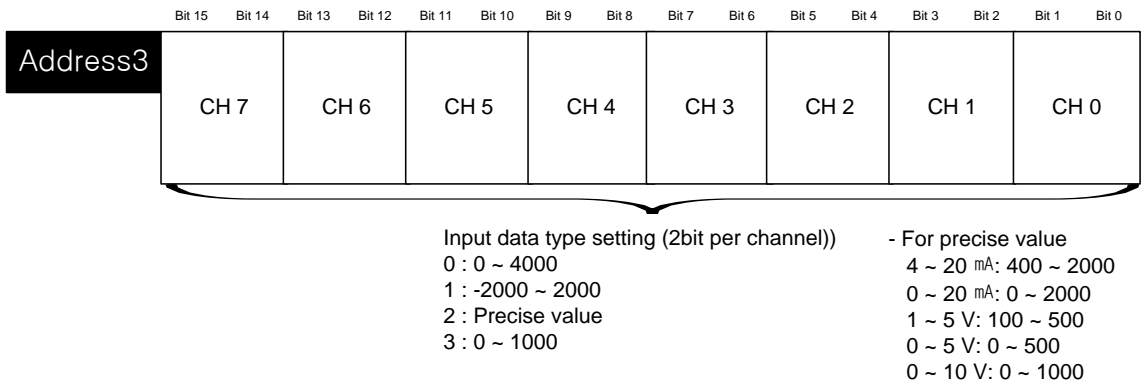 Bit 15 Bit 14 Bit 13 Bit 12 Bit 11 Bit 10 Bit 9 Bit 8 Bit 7 Bit 6 Bit 5 Bit 4 Bit 3 Bit 2 Bit 1 Bit 0
Address3
CH 7 CH 6 CH 5 CH 4 CH 3 CH 2 CH 1 CH 0
Input data type setting (2bit per channel))
0 : 0 ~ 4000
1 : -2000 ~ 2000
2 : Precise value
3 : 0 ~ 1000
- For precise value
4 ~ 20 ㎃: 400 ~ 2000
0 ~ 20 ㎃: 0 ~ 2000
1 ~ 5 V: 100 ~ 500
0 ~ 5 V: 0 ~ 500
0 ~ 10 V: 0 ~ 1000